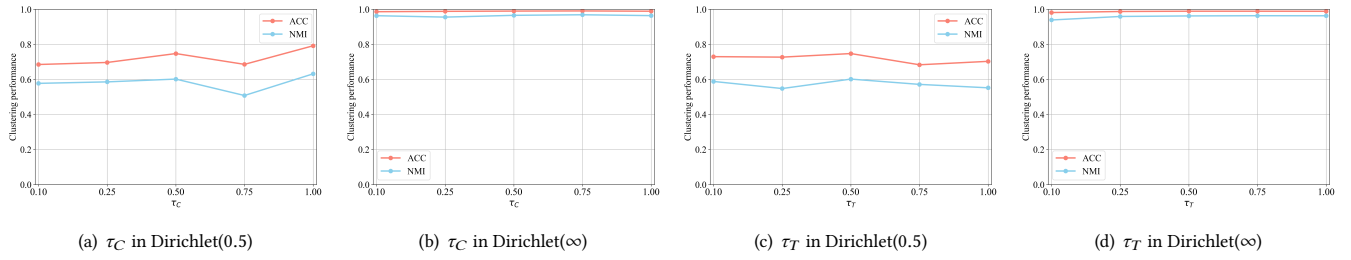 Clustering performance
1.0
0.8
0.6
0.4
0.2
0.0
ACC
NMI
0.10 0.25 0.50 0.75 1.00
τC
(a) τC in Dirichlet(0.5)
Clustering performance
1.0
0.8
0.6
0.4
0.2
0.0
ACC
NMI
0.10 0.25 0.50 0.75 1.00
τC
(b) τC in Dirichlet(∞)
Clustering performance
1.0
0.8
0.6
0.4
0.2
0.0
ACC
NMI
0.10 0.25 0.50 0.75 1.00
τT
(c) τT in Dirichlet(0.5)
Clustering performance
1.0
0.8
0.6
0.4
0.2
0.0
ACC
NMI
0.10 0.25 0.50 0.75 1.00
τT
(d) τT in Dirichlet(∞)